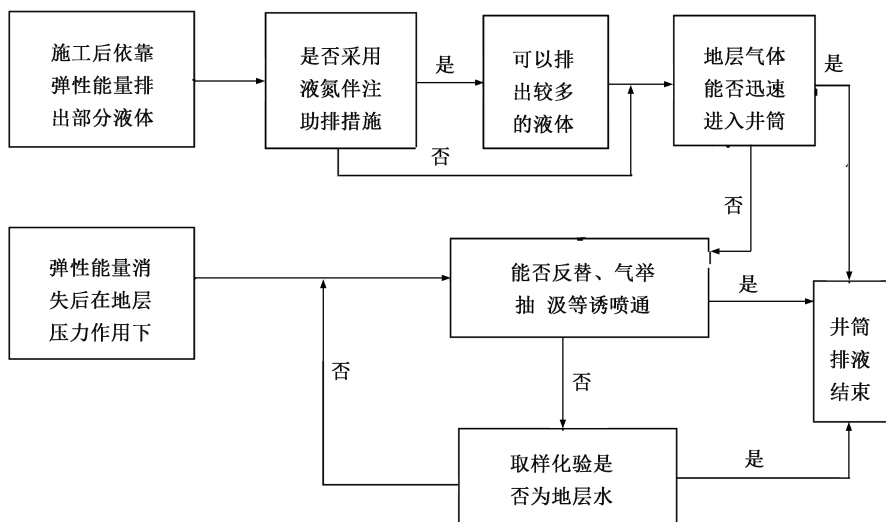 施工后依靠
弹性能量排
出部分液体
是否采用
液氮伴注
助排措施
是
可以排
出较多
的液体
地层气体
能否迅速
进入井筒
是
否
否
弹性能量消
失后在地层
压力作用下
能否反替、气举
抽 汲等诱喷通
是
井筒
排液
结束
否
否
取样化验是
否为地层水
是